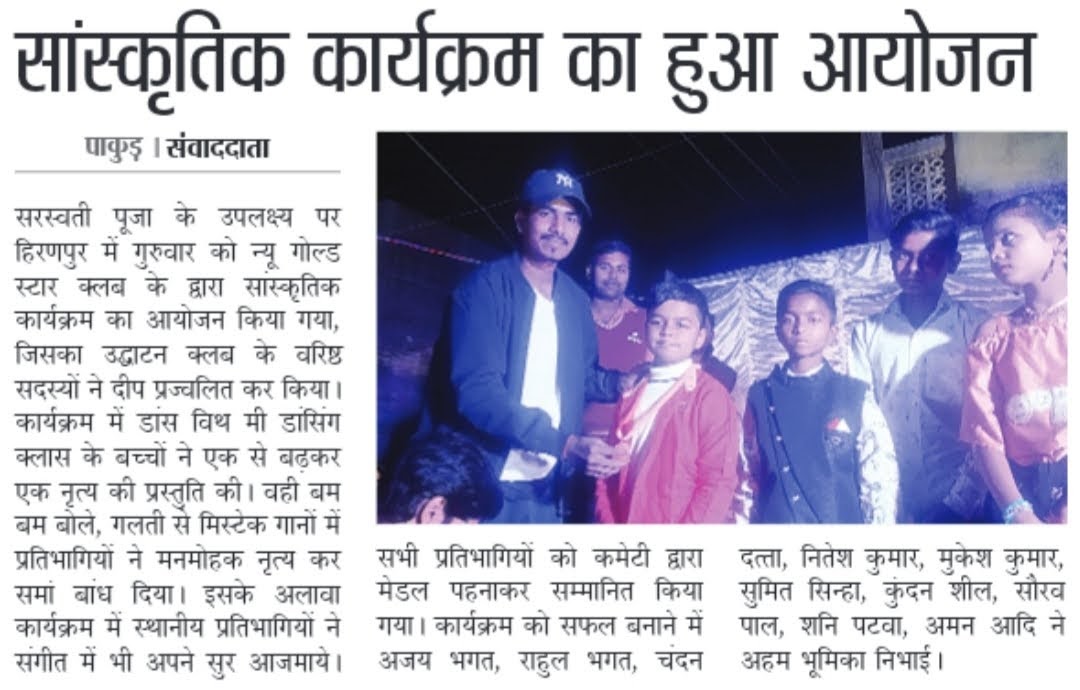 सांस्कृतिक कार्यक्रम का हुआ आयोजन
पाकुड़ । संवाददाता
सरस्वती पूजा के उपलक्ष्य पर
हिरणपुर में गुरुवार को न्यू गोल्ड
स्टार क्लब के द्वारा सांस्कृतिक
कार्यक्रम का आयोजन किया गया,
जिसका उद्घाटन क्लब के वरिष्ठ
सदस्यों ने दीप प्रज्वलित कर किया।
कार्यक्रम में डांस विथ मी डांसिंग
क्लास के बच्चों ने एक से बढ़कर
एक नृत्य की प्रस्तुति की। वही बम
बम बोले, गलती से मिस्टेक गानों में
प्रतिभागियों ने मनमोहक नृत्य कर
समां बांध दिया। इसके अलावा
कार्यक्रम में स्थानीय प्रतिभागियों ने
संगीत में भी अपने सुर आजमाये।
सभी प्रतिभागियों को कमेटी द्वारा
मेडल पहनाकर सम्मानित किया
गया। कार्यक्रम को सफल बनाने में
अजय भगत, राहुल भगत, चंदन
दत्ता, नितेश कुमार, मुकेश कुमार,
सुमित सिन्हा, कुंदन शील, सौरव
पाल, शनि पटवा, अमन आदि ने
अहम भूमिका निभाई।